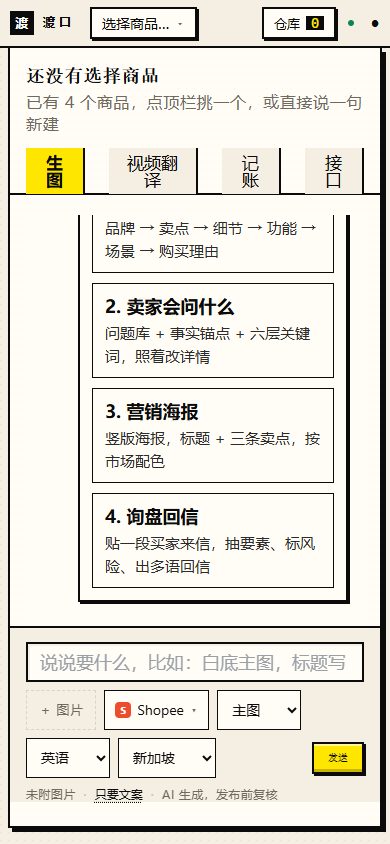 渡 渡口 选择商品... 仓库 0
还没有选择商品
已有 4 个商品，点顶栏挑一个，或直接说一句
新建
生图 视频翻译 记账 接口
品牌 → 卖点 → 细节 → 功能 →
场景 → 购买理由
2. 卖家会问什么
问题库 + 事实锚点 + 六层关键
词，照着改详情
3. 营销海报
竖版海报，标题 + 三条卖点，按
市场配色
4. 询盘回信
贴一段买家来信，抽要素、标风
险、出多语回信
说说要什么，比如：白底主图，标题写
+ 图片 S Shopee 主图
英语 新加坡 发送
未附图片 · 只要文案 · AI 生成，发布前复核